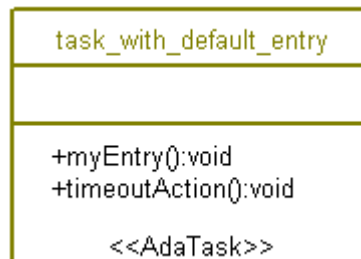 task_with_default_entry
+myEntry():void
+timeoutAction():void
<<AdaTask>>